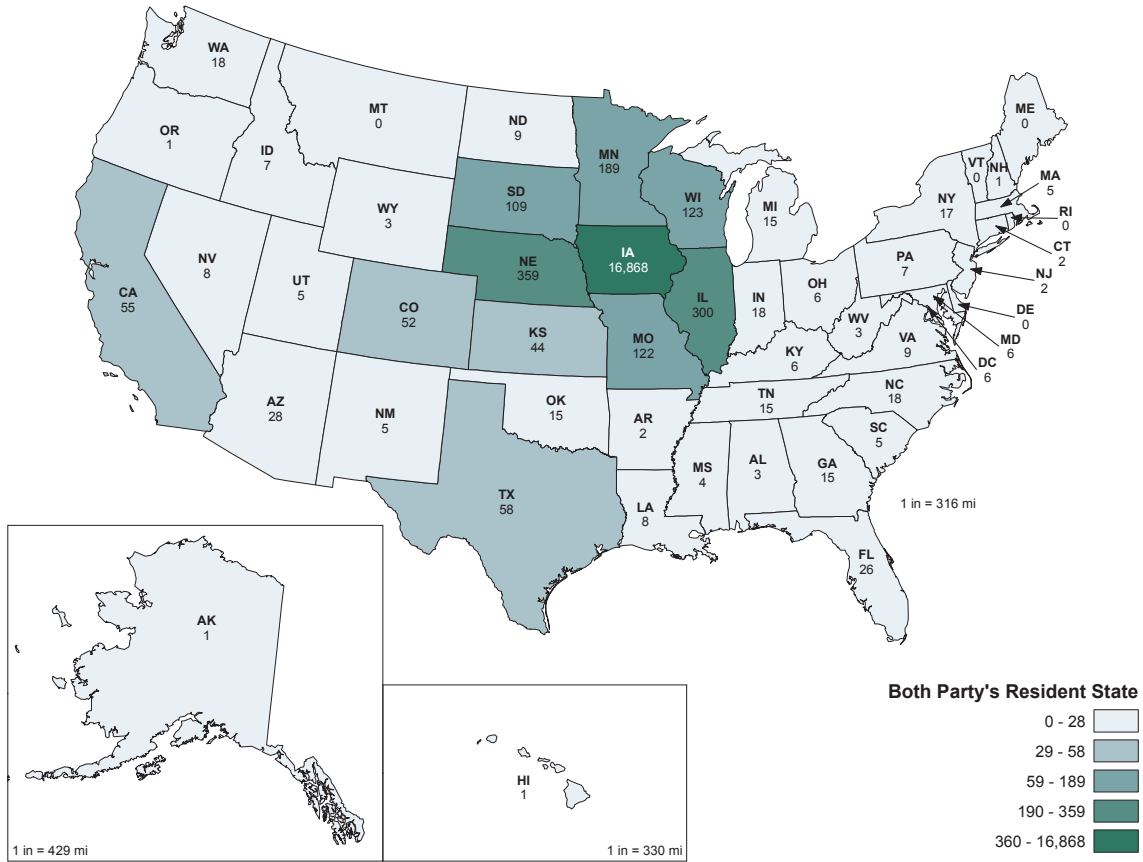 WA
18
MT
0
ND
9
ME
0
OR
1
ID
7
MN
189
VT
0
NH
1
MA
5
SD
109
WI
123
MI
15
NY
17
RI
0
WY
3
CT
2
NV
8
NE
359
IA
16,868
PA
7
NJ
2
CA
55
UT
5
CO
52
IL
300
IN
18
OH
6
DE
0
KS
44
MO
122
WV
3
VA
9
MD
6
KY
6
DC
6
AZ
28
NM
5
OK
15
AR
2
TN
15
NC
18
SC
5
MS
4
AL
3
GA
15
TX
58
LA
8
1 in = 316 mi
FL
26
AK
1
1 in = 429 mi
HI
1
1 in = 330 mi
Both Party's Resident State
0 - 28
29 - 58
59 - 189
190 - 359
360 - 16,868